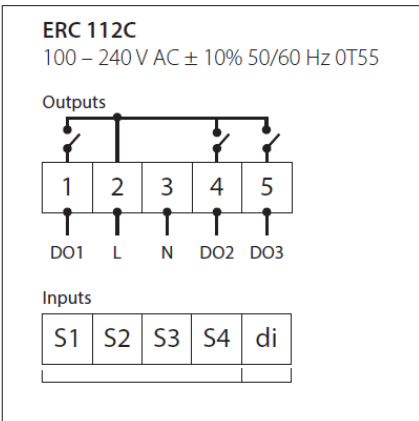 ERC 112C
100 – 240 V AC ± 10% 50/60 Hz 0T55
Outputs
1 2 3 4 5
DO1 L N DO2 DO3
Inputs
S1 S2 S3 S4 di